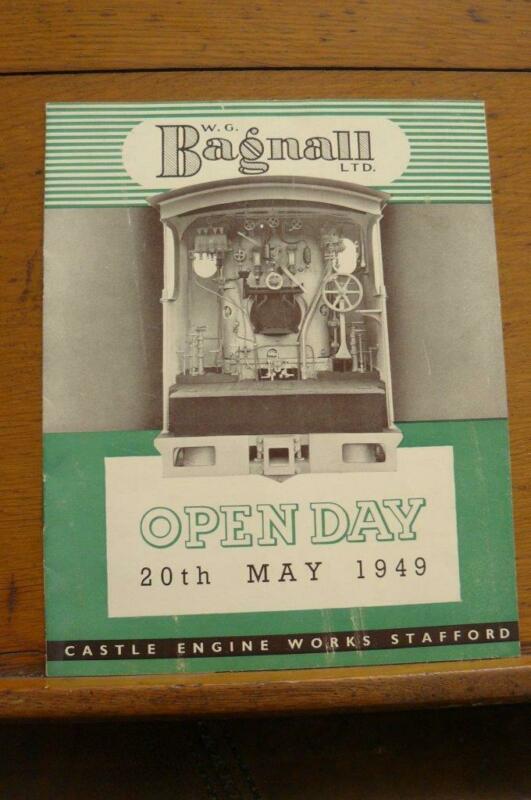 W. G.
Bagnall
LTD.
OPEN DAY
20th MAY 1949
CASTLE ENGINE WORKS STAFFORD